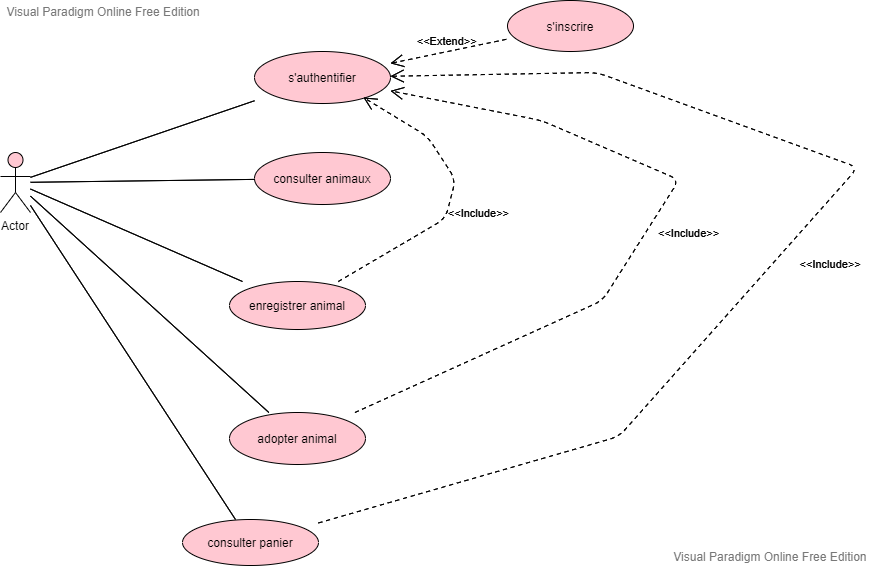 Visual Paradigm Online Free Edition
s'inscrire
<<Extend>>
s'authentifier
consulter animaux
Actor
<<Include>>
<<Include>>
<<Include>>
enregistrer animal
adopter animal
consulter panier
Visual Paradigm Online Free Edition